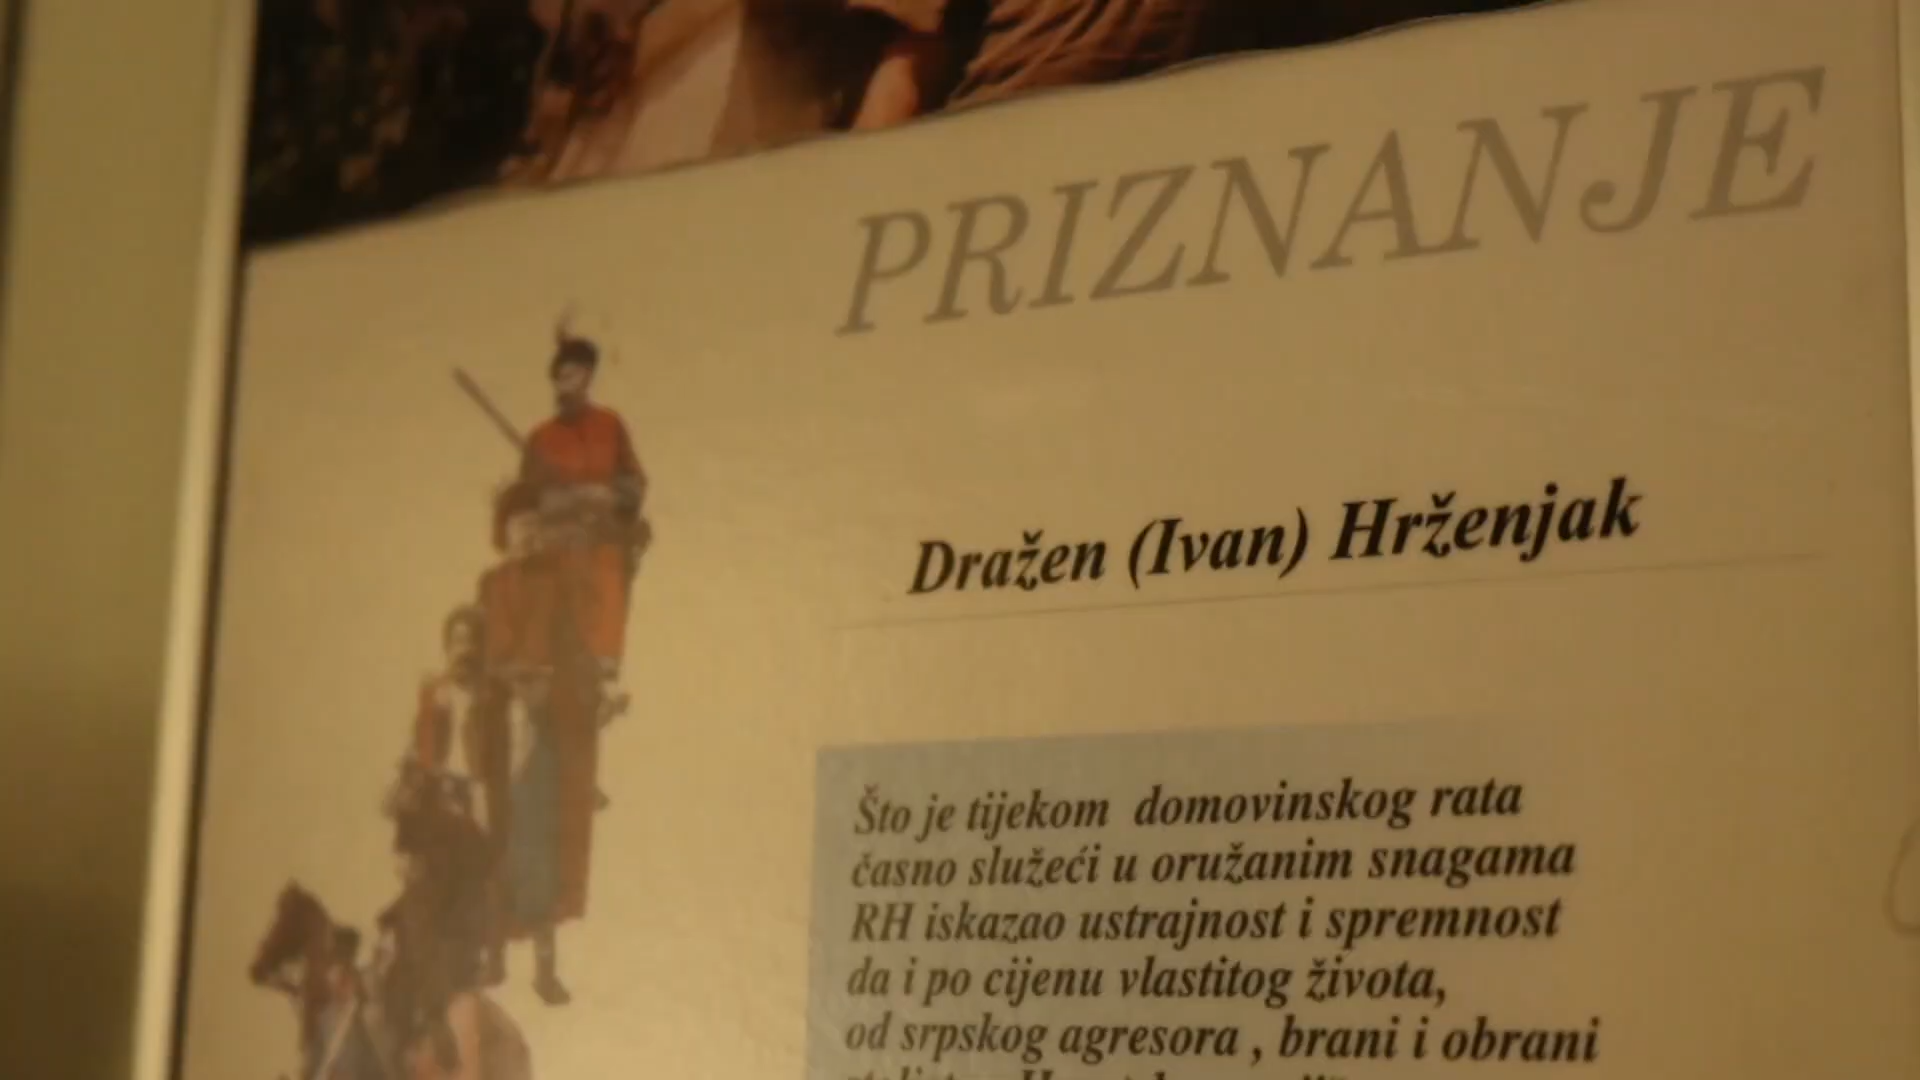 PRIZNANJE
Dražen (Ivan) Hrženjak
Što je tijekom domovinskog rata
časno služeći u oružanim snagama
RH iskazao ustrajnost i spremnost
da i po cijenu vlastitog života,
od srpskog agresora , brani i obrani